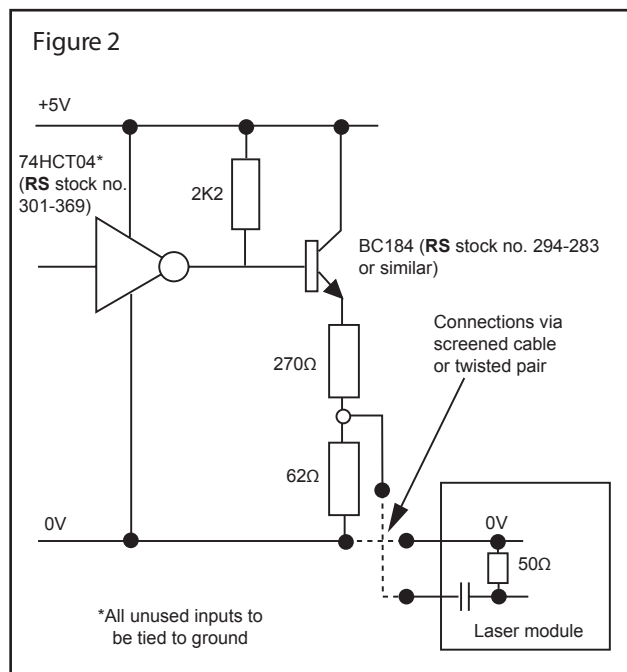 Figure 2
+5V
74HCT04*
(RS stock no.
301-369)
2K2
BC184 (RS stock no. 294-283
or similar)
Connections via
screened cable
or twisted pair
270Ω
62Ω
0V
0V
50Ω
*All unused inputs to
be tied to ground
Laser module